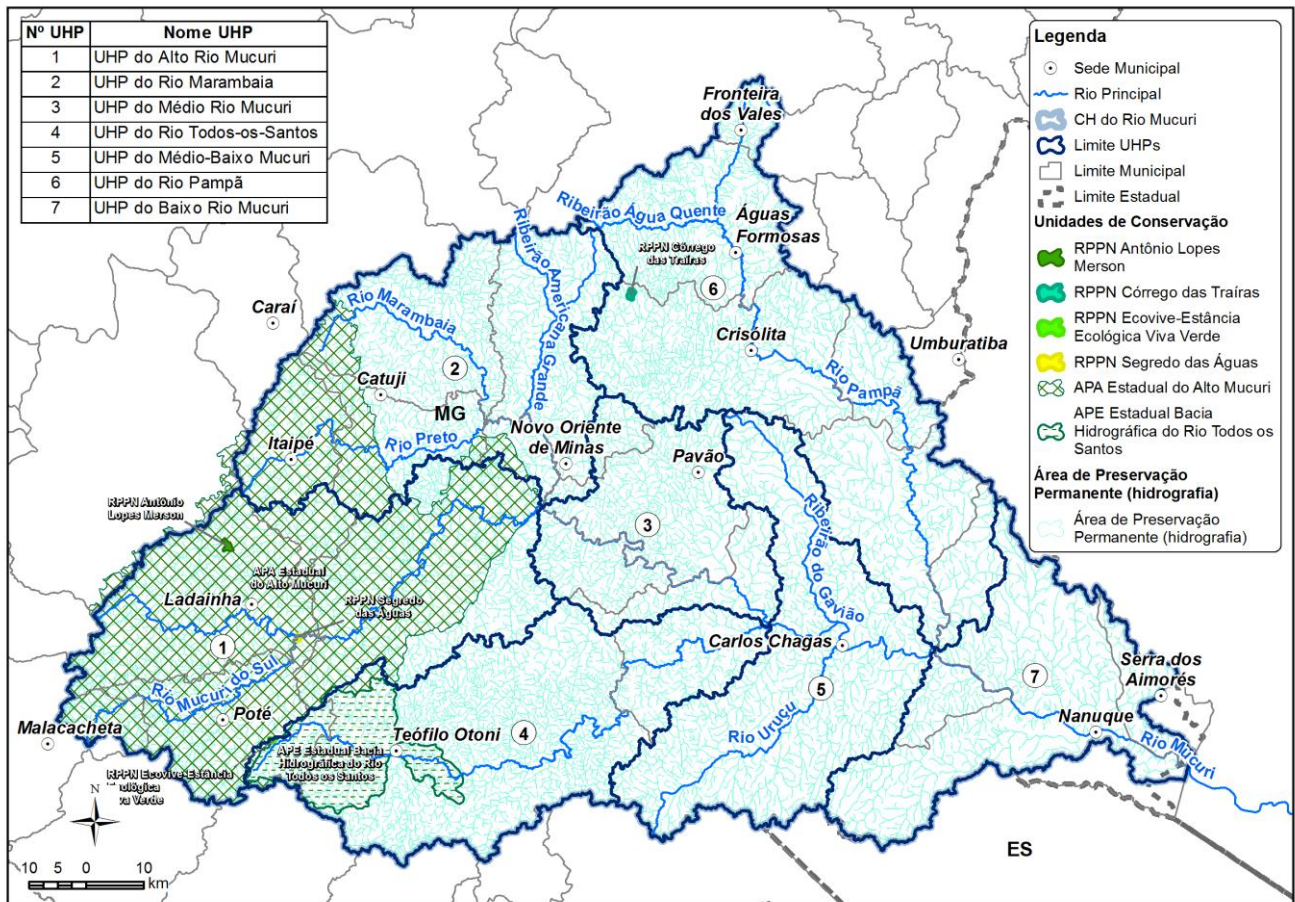 Nº UHP Nome UHP
1 UHP do Alto Rio Mucuri
2 UHP do Rio Marambaia
3 UHP do Médio Rio Mucuri
4 UHP do Rio Todos-os-Santos
5 UHP do Médio-Baixo Mucuri
6 UHP do Rio Pampã
7 UHP do Baixo Rio Mucuri
Legenda
Sede Municipal
Rio Principal
CH do Rio Mucuri
Limite UHPs
Limite Municipal
Limite Estadual
Unidades de Conservação
RPPN Antônio Lopes
Merson
RPPN Córrego das Traíras
RPPN Ecovive-Estância
Ecológica Viva Verde
RPPN Segredo das Águas
APA Estadual do Alto Mucuri
APE Estadual Bacia
Hidrográfica do Rio Todos os
Santos
Área de Preservação
Permanente (hidrografia)
Área de Preservação
Permanente (hidrografia)
Fronteira
dos Vales
Ribeirão Água Quente
Águas
Formosas
Ribeirão Americana Grande
RPPN Córrego
das Traíras
6
Caraí
Rio Marambaia
Crisólita
Umburatiba
2
Catuji
Rio Pampã
MG
Novo Oriente
de Minas
Rio Preto
Itaipé
Pavão
RPPN Antônio
Lopes Merson
3
Ribeirão do Gavião
APA Estadual
do Alto Mucuri
Ladainha
RPPN Segredo
das Águas
1
Carlos Chagas
Rio Mucuri do Sul
5
7
Serra dos
Aimorés
Poté
Malacacheta
Teófilo Otoni
4
Rio Uruçu
Nanuque
Rio Mucuri
APE Estadual Bacia
Hidrográfica do Rio
Todos os Santos
RPPN Ecovive-Estância
ológica
va Verde
N
ES
10 5 0 10
km